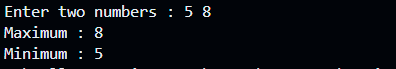 Enter two numbers : 5 8
Maximum : 8
Minimum : 5